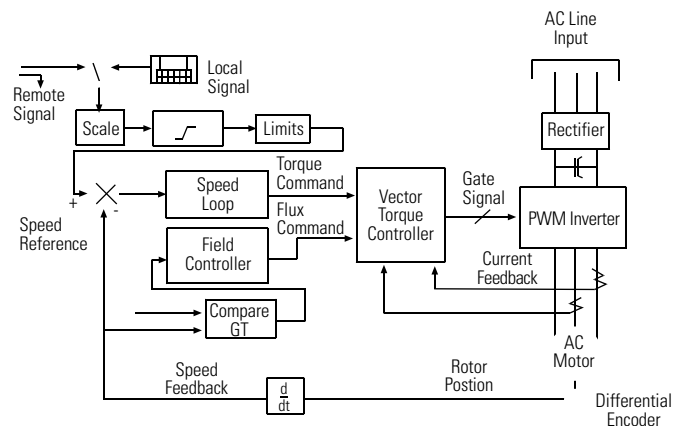 AC Line
Input
Local
Signal
Remote
Signal
Scale
Limits
Rectifier
Torque
Command
Speed
Loop
Vector
Torque
Controller
Gate
Signal
PWM Inverter
+
-
Speed
Reference
Flux
Command
Field
Controller
Current
Feedback
Compare
GT
AC
Motor
Speed
Feedback
d
dt
Rotor
Postion
Differential
Encoder